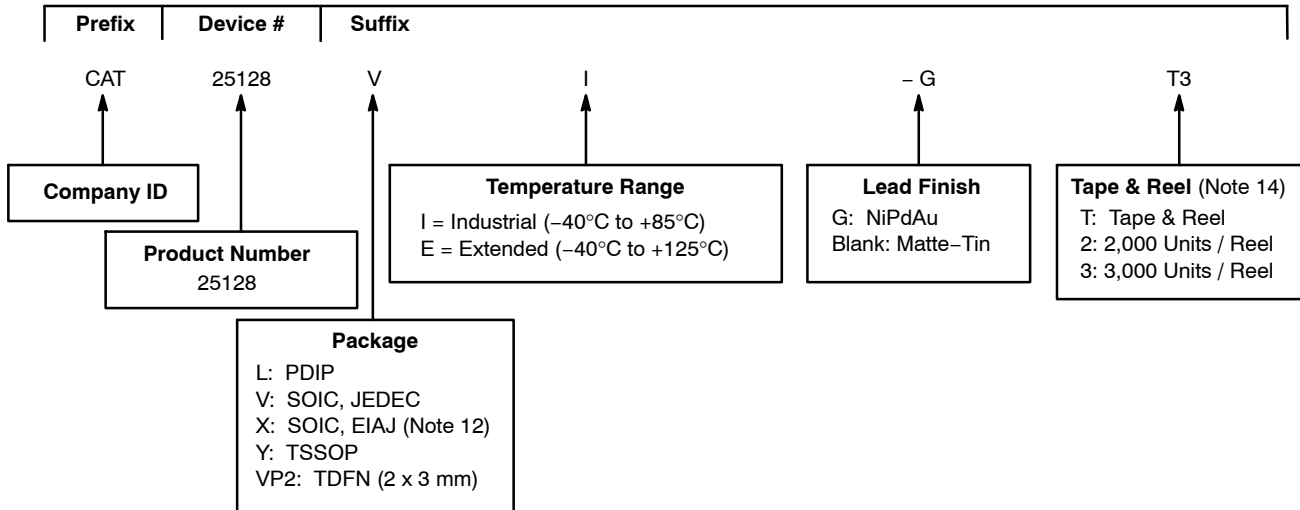 Prefix Device # Suffix
CAT 25128 V I – G T3
Company ID
Product Number
25128
Package
L: PDIP
V: SOIC, JEDEC
X: SOIC, EIAJ (Note 12)
Y: TSSOP
VP2: TDFN (2 x 3 mm)
Temperature Range
I = Industrial (−40°C to +85°C)
E = Extended (−40°C to +125°C)
Lead Finish
G: NiPdAu
Blank: Matte−Tin
Tape & Reel (Note 14)
T: Tape & Reel
2: 2,000 Units / Reel
3: 3,000 Units / Reel